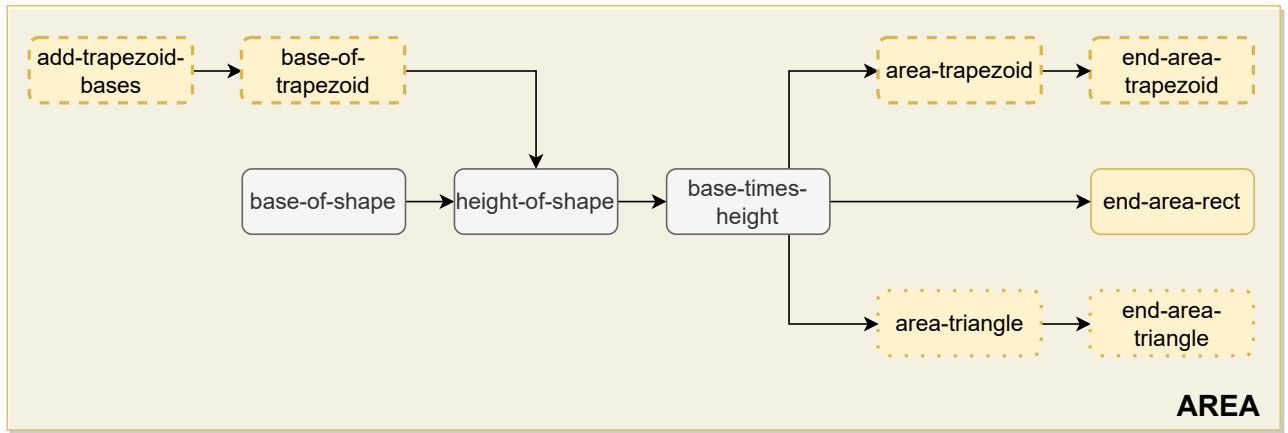 add-trapezoid-
bases
base-of-
trapezoid
area-trapezoid
end-area-
trapezoid
base-of-shape
height-of-shape
base-times-
height
end-area-rect
area-triangle
end-area-
triangle
AREA